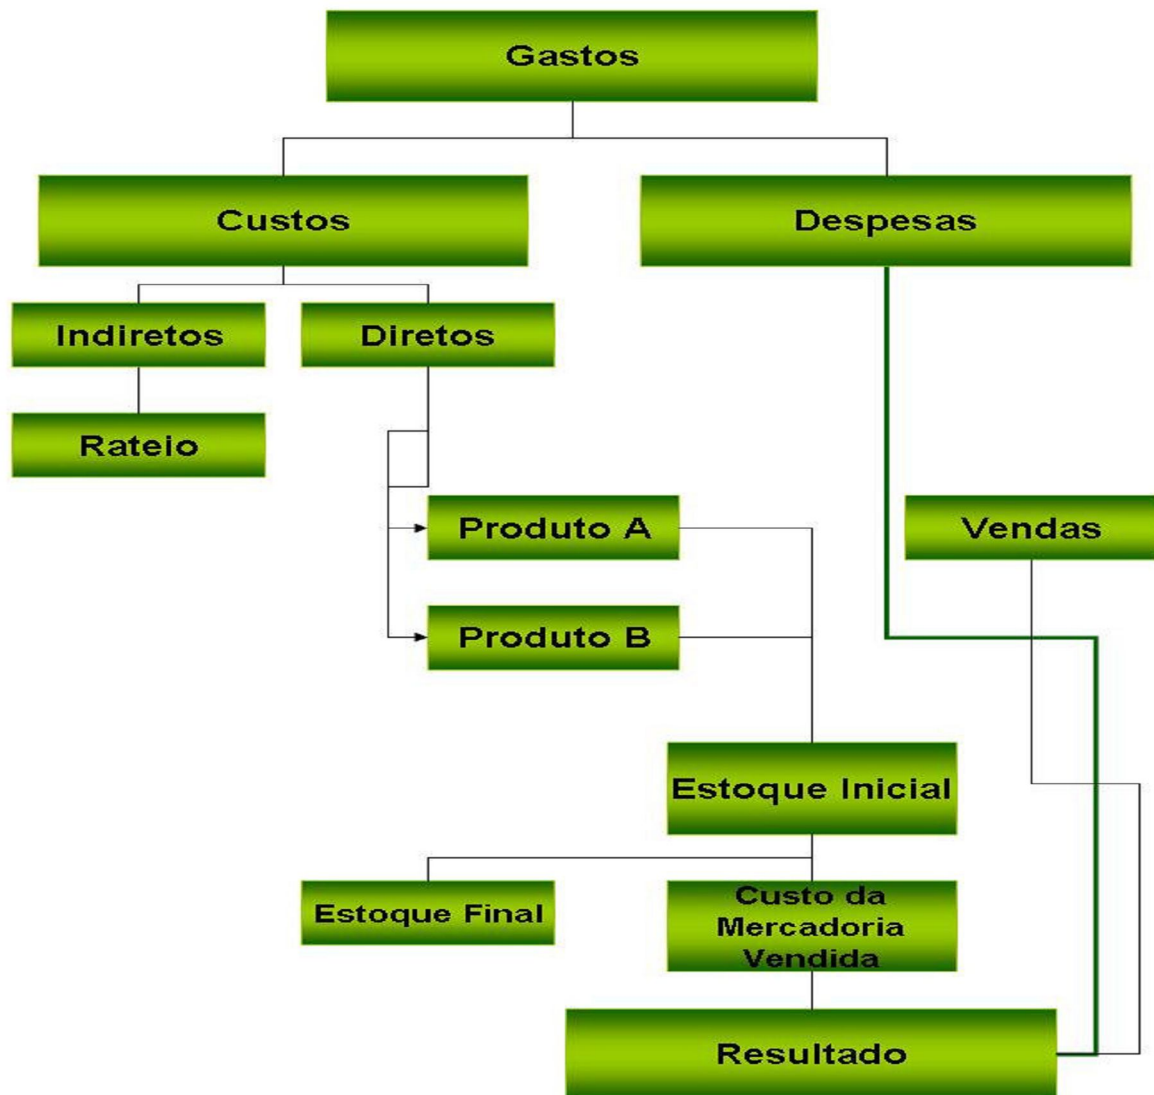 Gastos
Custos
Despesas
Indiretos
Diretos
Rateio
Produto A
Vendas
Produto B
Estoque Inicial
Estoque Final
Custo da
Mercadoria
Vendida
Resultado